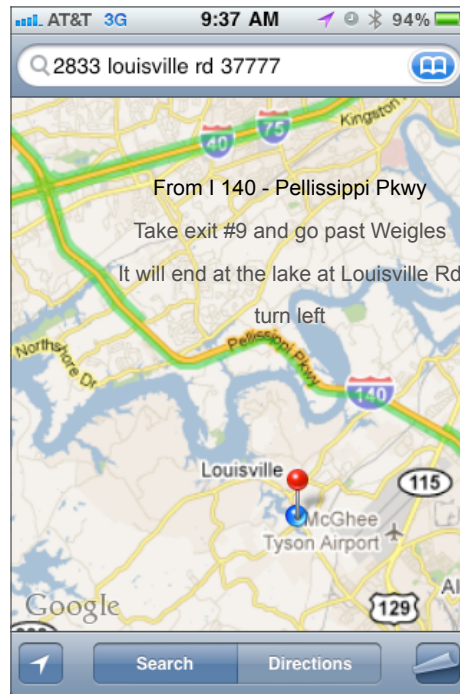 AT&T 3G 9:37 AM 94%
2833 louisville rd 37777
Kingston
40 75
From I 140 - Pellissippi Pkwy
Take exit #9 and go past Weigles
It will end at the lake at Louisville Rd
turn left
Northshore Dr
Pellissippi Pkwy
140
Louisville
115
McGhee
Tyson Airport
Al
Google
129
Search Directions